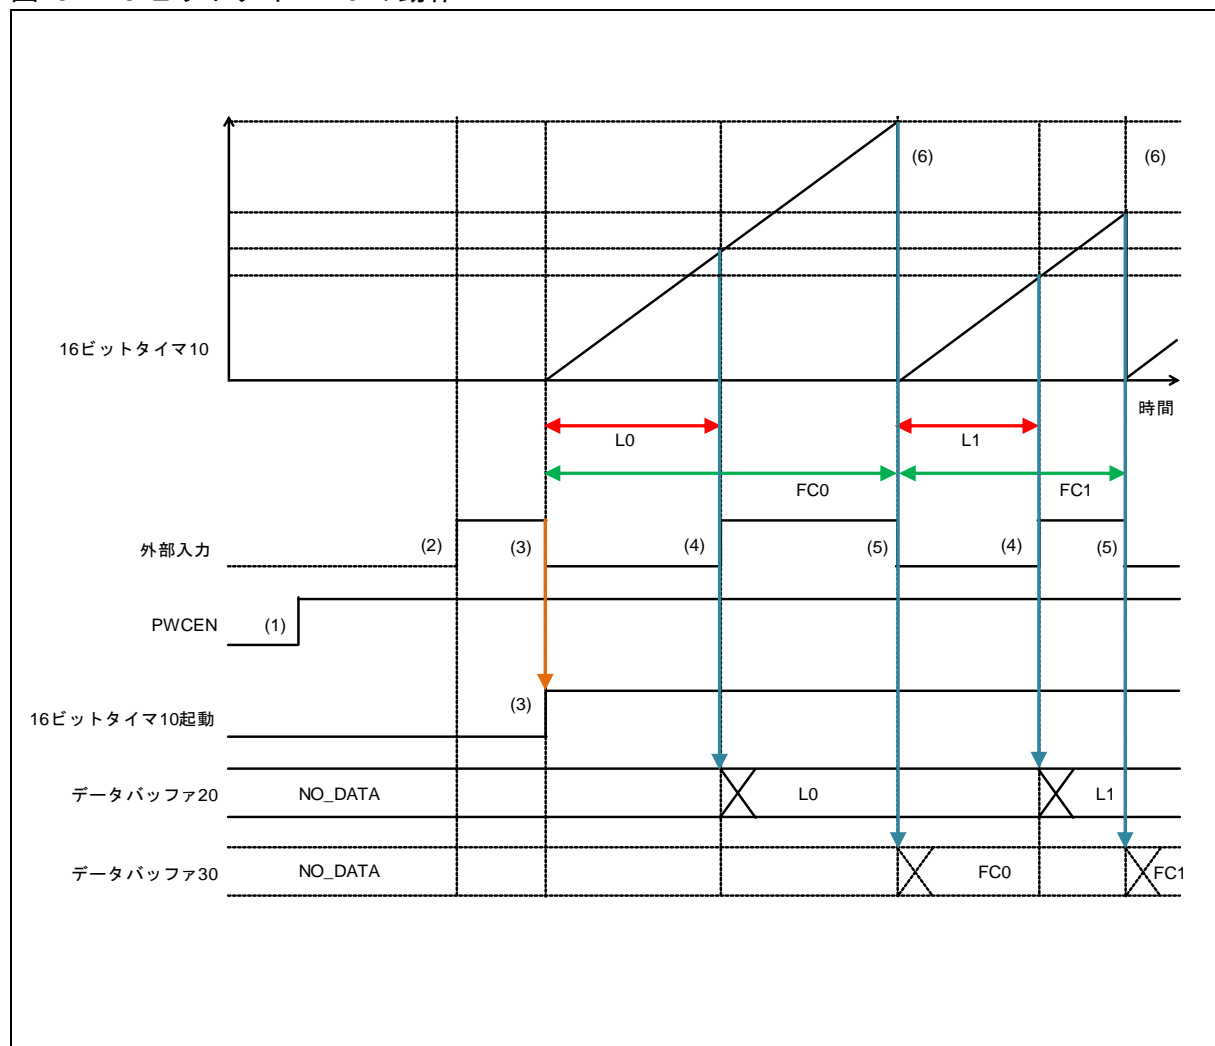 (6) (6)
16ビットタイマ10
時間
L0 L1
FC0 FC1
外部入力 (2) (3) (4) (5) (4) (5)
PWCEN (1)
16ビットタイマ10起動 (3)
データバッファ20 NO_DATA L0 L1
データバッファ30 NO_DATA FC0 FC1